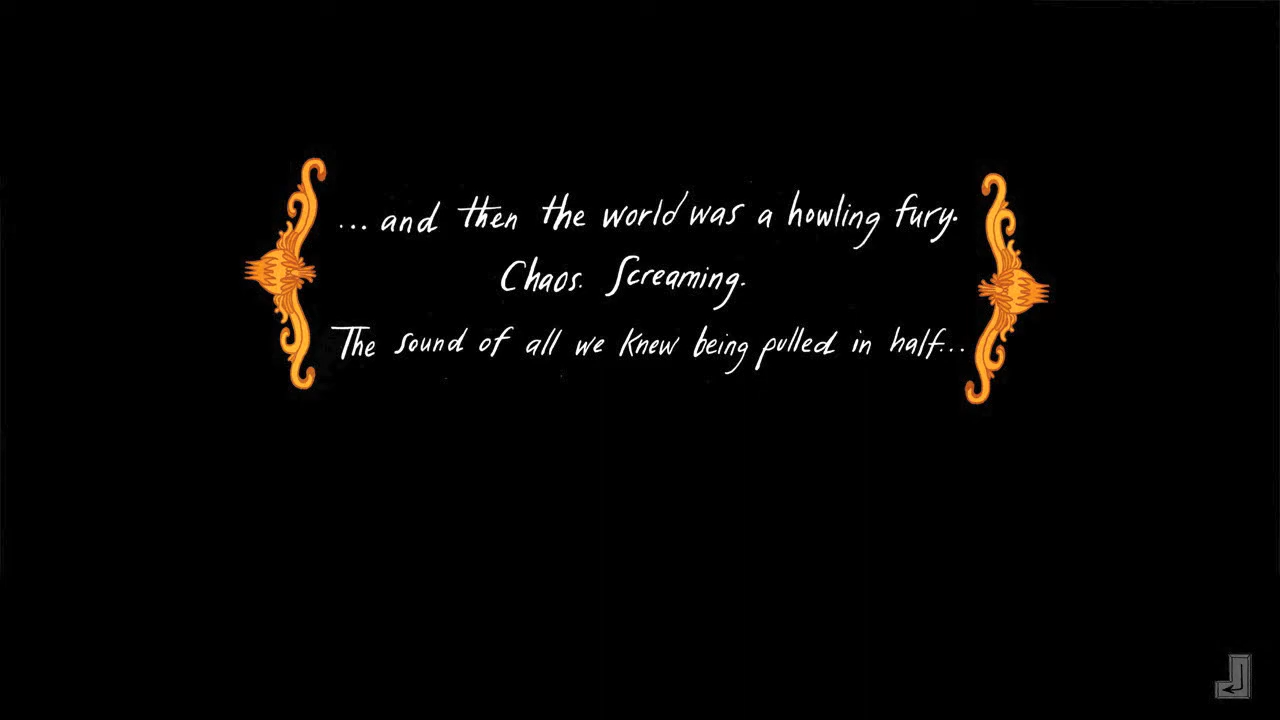 ...and then the world was a howling fury.
Chaos. Screaming.
The sound of all we knew being pulled in half...